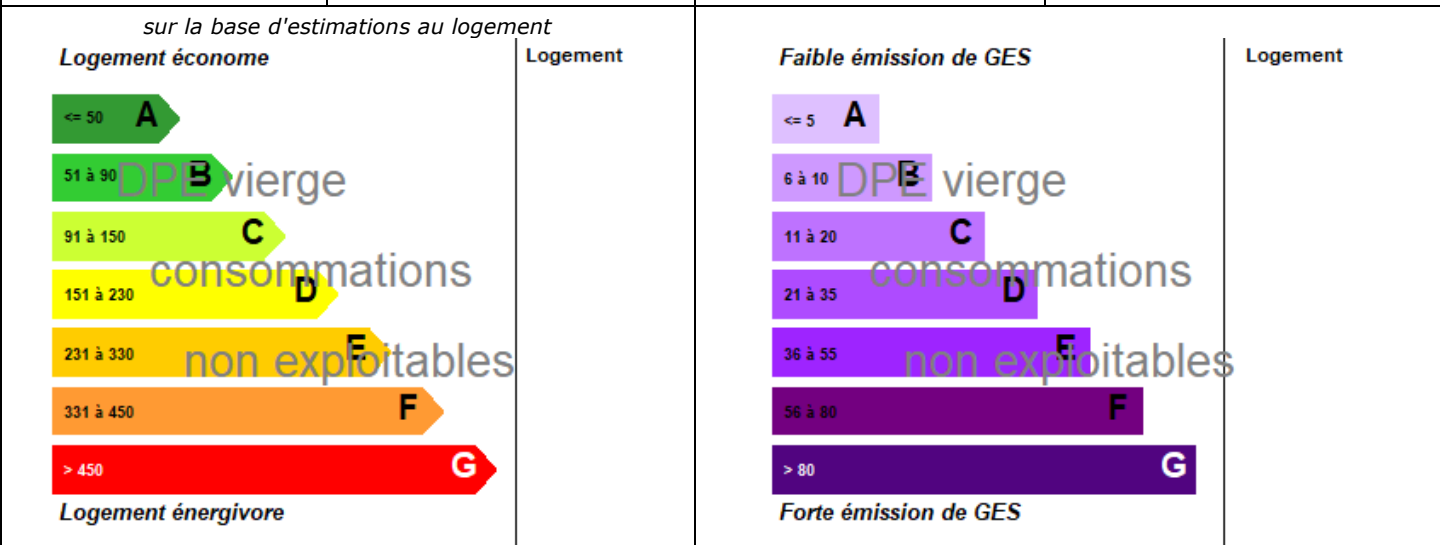 sur la base d'estimations au logement
Logement économe
Logement
<= 50 A
51 à 90 B
91 à 150 C
151 à 230 D
231 à 330 E
331 à 450 F
> 450 G
DPE vierge
consommations
non exploitables
Logement énergivore
Faible émission de GES
Logement
<= 5 A
6 à 10 B
11 à 20 C
21 à 35 D
36 à 55 E
56 à 80 F
> 80 G
DPE vierge
consommations
non exploitables
Forte émission de GES